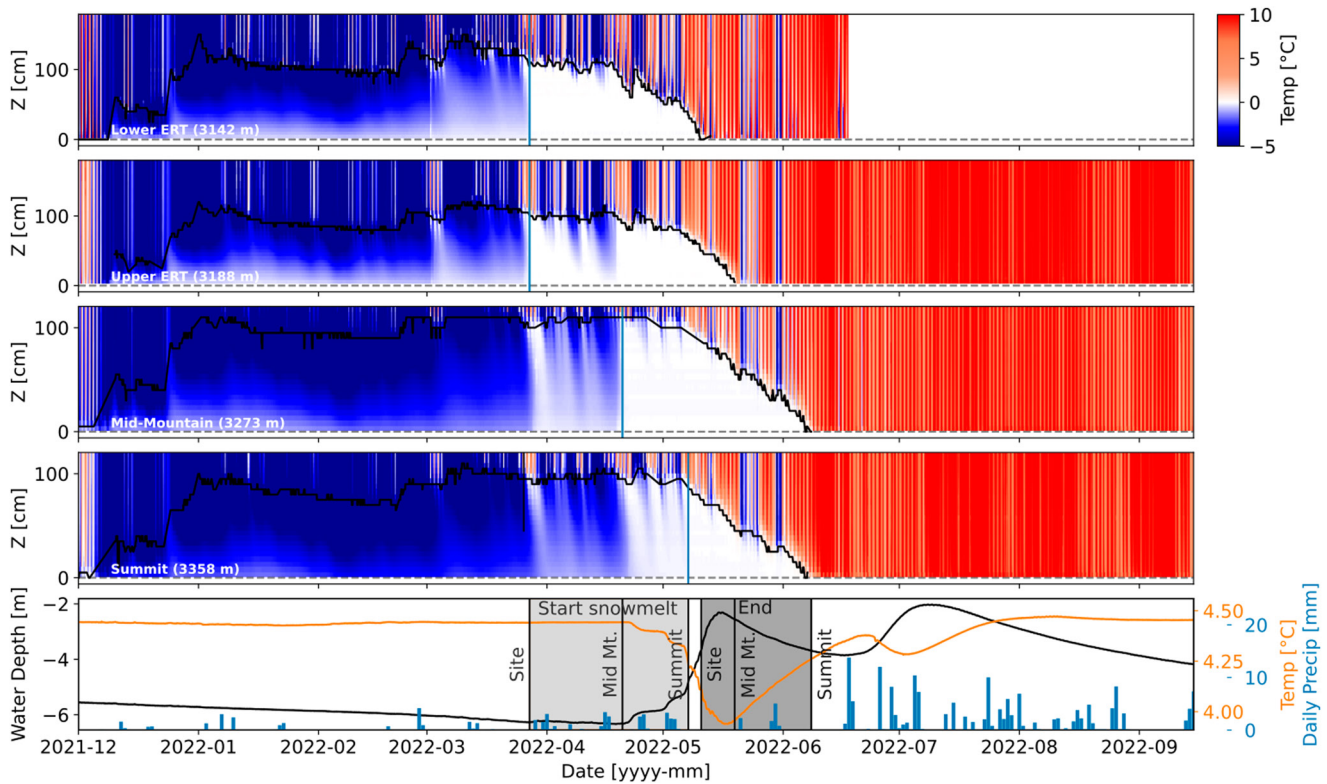 Z [cm]
100
0
Lower ERT (3142 m)
10
5
0
−5
Temp [°C]
Z [cm]
100
0
Upper ERT (3188 m)
Z [cm]
100
0
Mid-Mountain (3273 m)
Z [cm]
100
0
Summit (3358 m)
Water Depth [m]
−2
−4
−6
Start snowmelt
End
Site
Mid Mt.
Summit
Site
Mid Mt.
Summit
4.50
4.25
4.00
Temp [°C]
20
10
0
Daily Precip [mm]
2021-12 2022-01 2022-02 2022-03 2022-04 2022-05 2022-06 2022-07 2022-08 2022-09
Date [yyyy-mm]